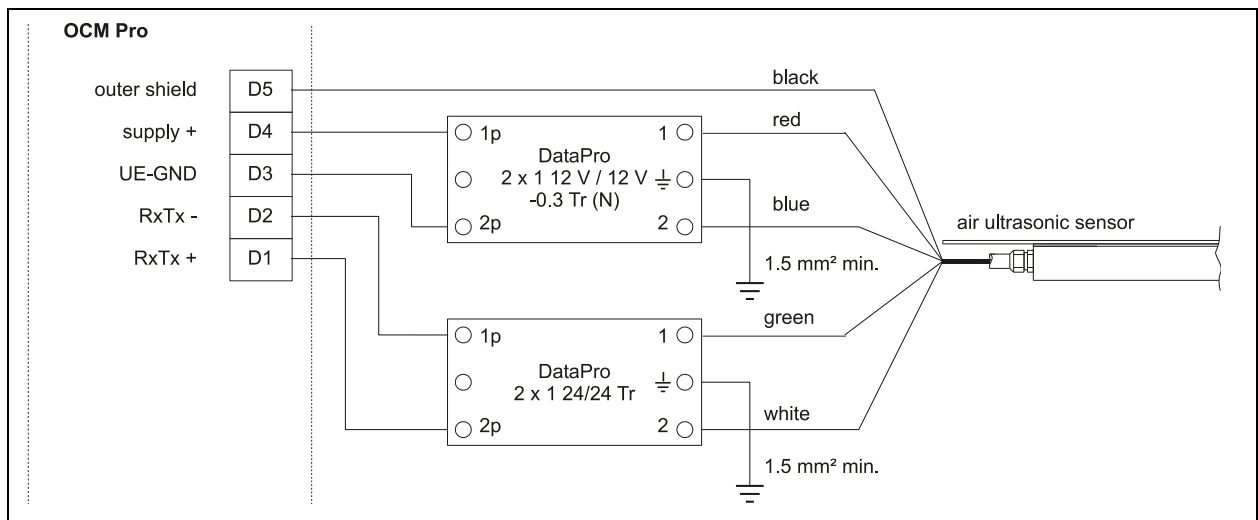 OCM Pro
outer shield D5
supply + D4
UE-GND D3
RxTx - D2
RxTx + D1
1p 1
DataPro
2 x 1 12 V / 12 V
-0.3 Tr (N)
2p 2
1p 1
DataPro
2 x 1 24/24 Tr
2p 2
black
red
blue
1.5 mm² min.
green
white
1.5 mm² min.
air ultrasonic sensor